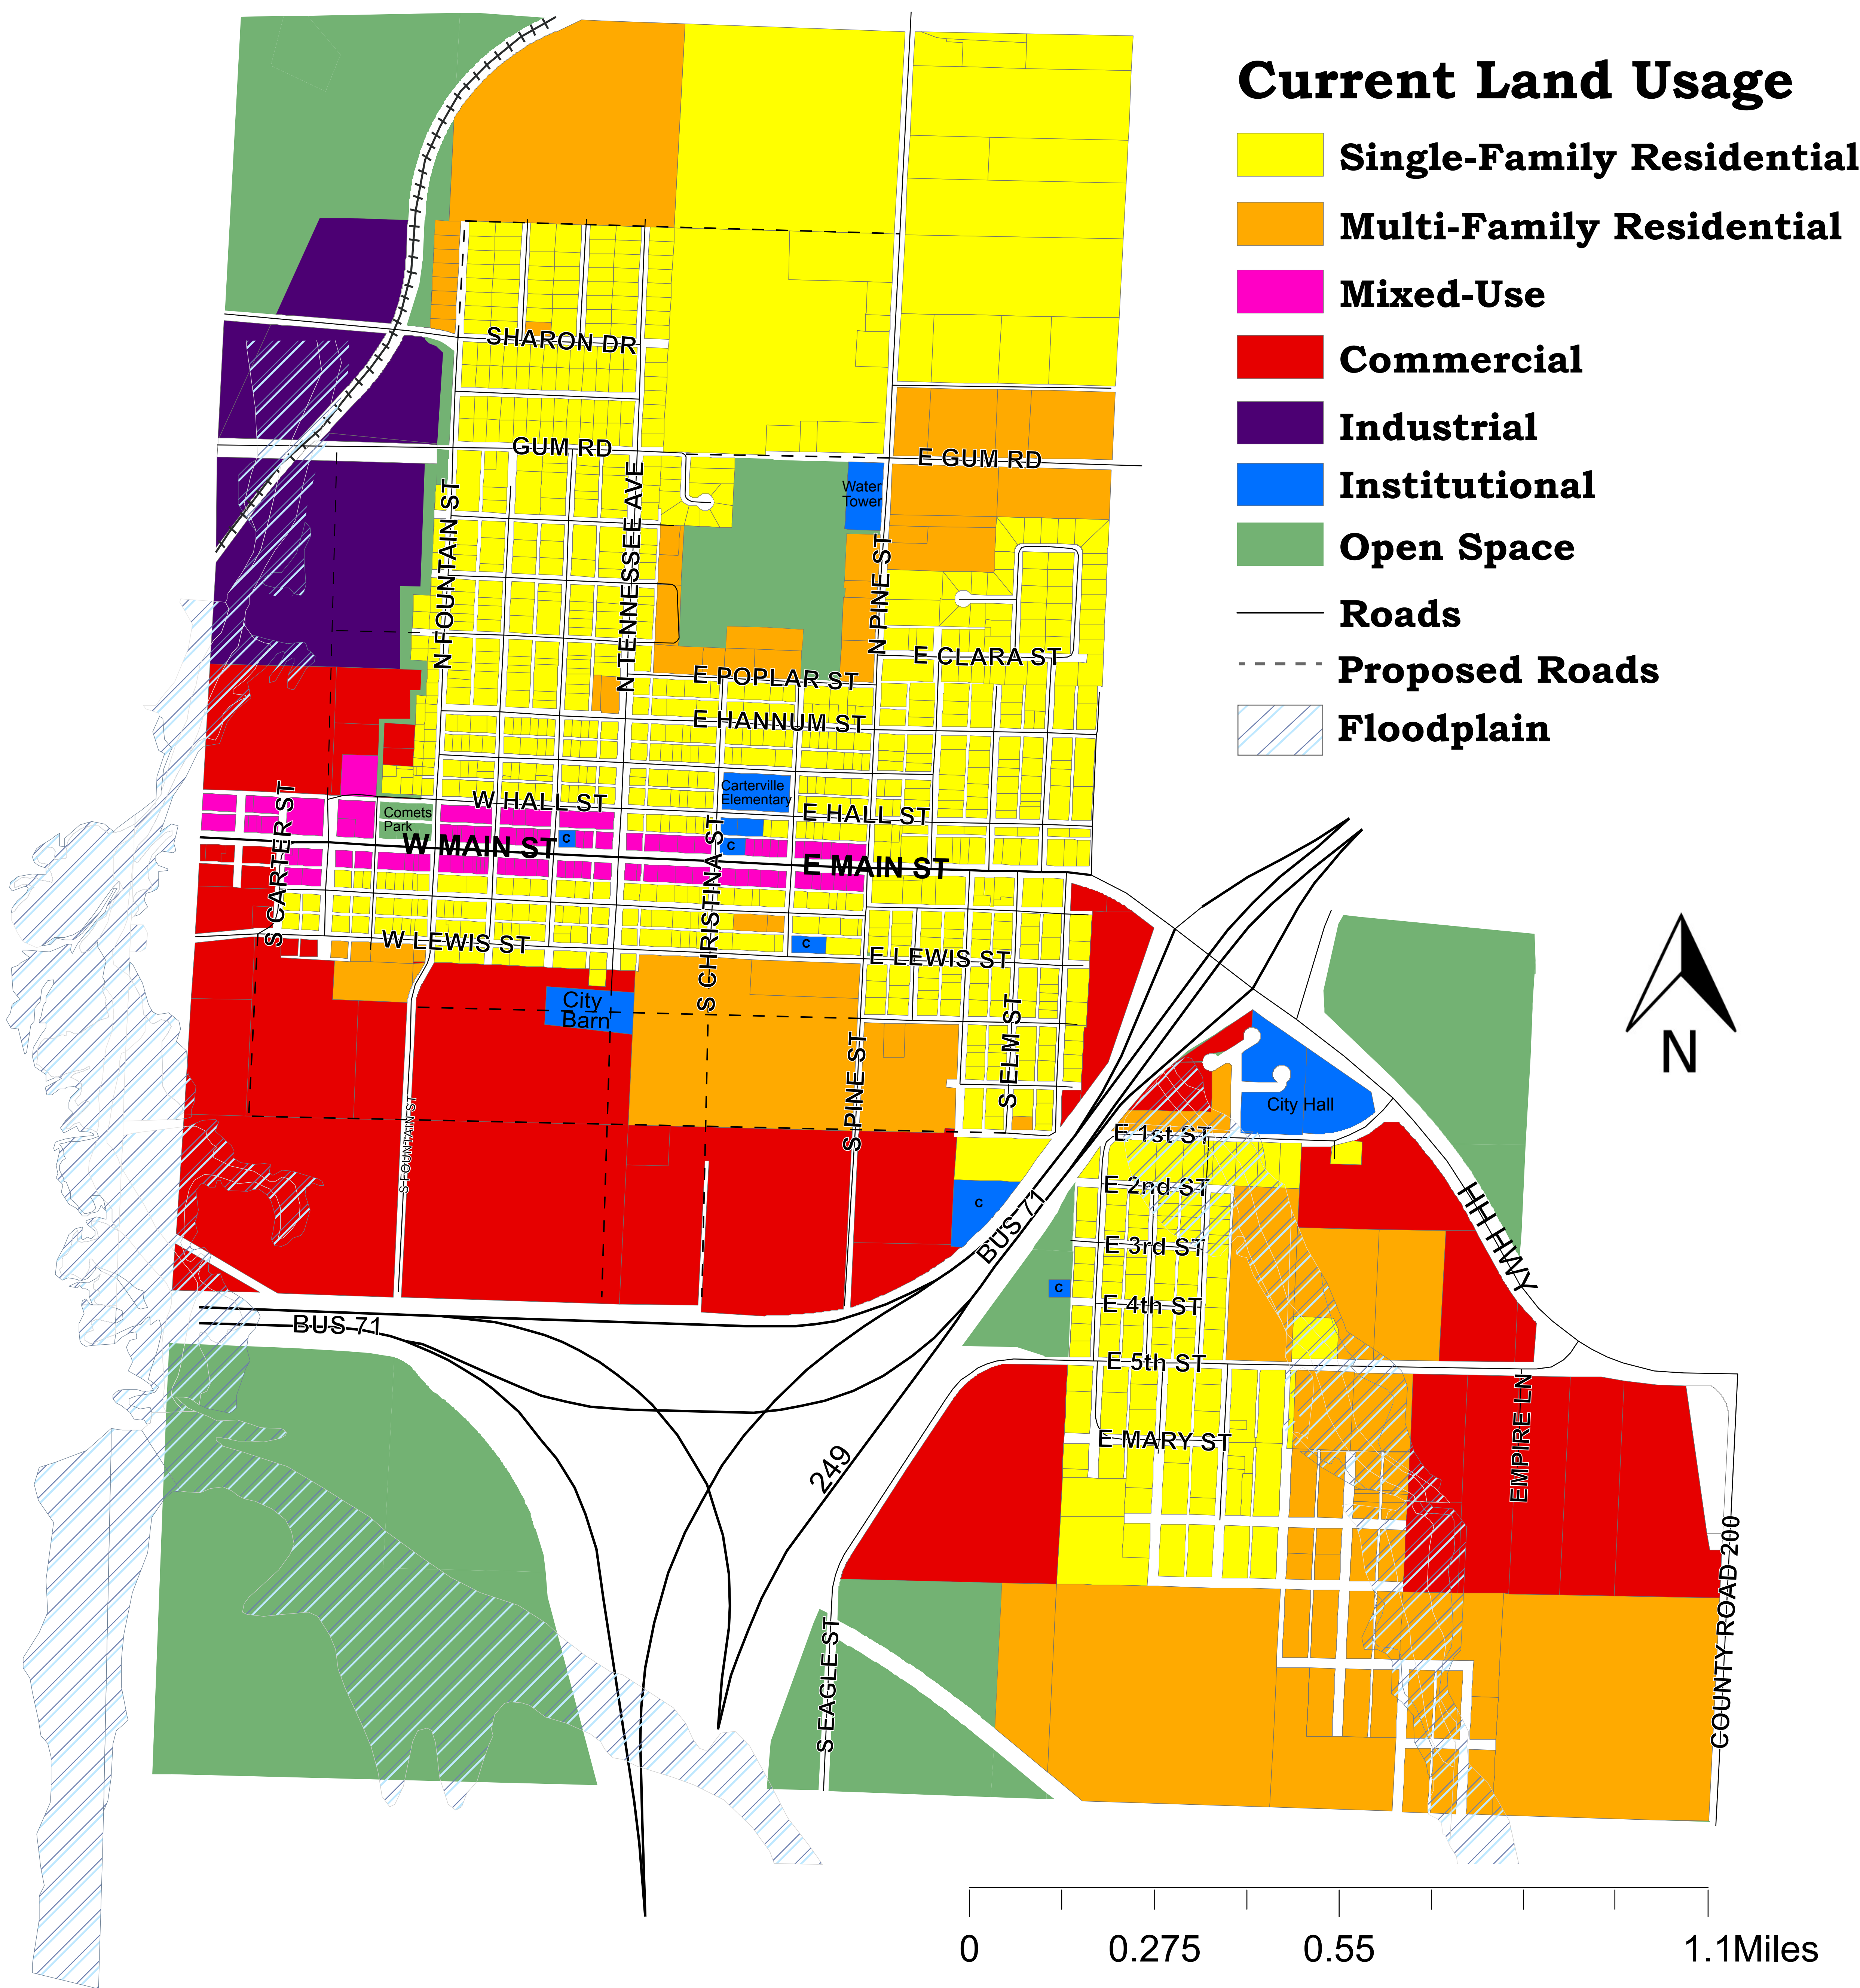 Current Land Usage
Single-Family Residential
Multi-Family Residential
Mixed-Use
Commercial
Industrial
Institutional
Open Space
Roads
Proposed Roads
Floodplain
SHARON DR
GUM RD
E GUM RD
Water
Tower
N FOUNTAIN ST
N TENNESSEE AVE
N PINE ST
E CLARA ST
E POPLAR ST
E HANNUM ST
Carterville
Elementary
W HALL ST
E HALL ST
Comets
Park
S CARTER ST
W MAIN ST
C
C
E MAIN ST
S CHRISTINA ST
W LEWIS ST
C
E LEWIS ST
City
Barn
S ELM ST
S PINE ST
S FOUNTAIN ST
N
City Hall
E 1st ST
E 2nd ST
C
BUS 71
HH HWY
E 3rd ST
C
E 4th ST
BUS 71
E 5th ST
EMPIRE LN
E MARY ST
249
COUNTY ROAD 200
S EAGLE ST
0
0.275
0.55
1.1Miles